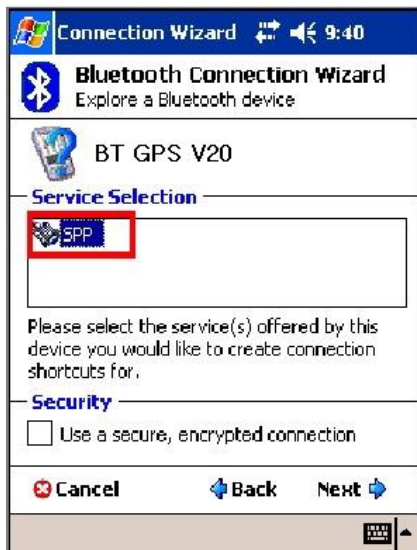 Connection Wizard 9:40
Bluetooth Connection Wizard
Explore a Bluetooth device
BT GPS V20
Service Selection
SPP
Please select the service(s) offered by this
device you would like to create connection
shortcuts for.
Security
Use a secure, encrypted connection
Cancel Back Next